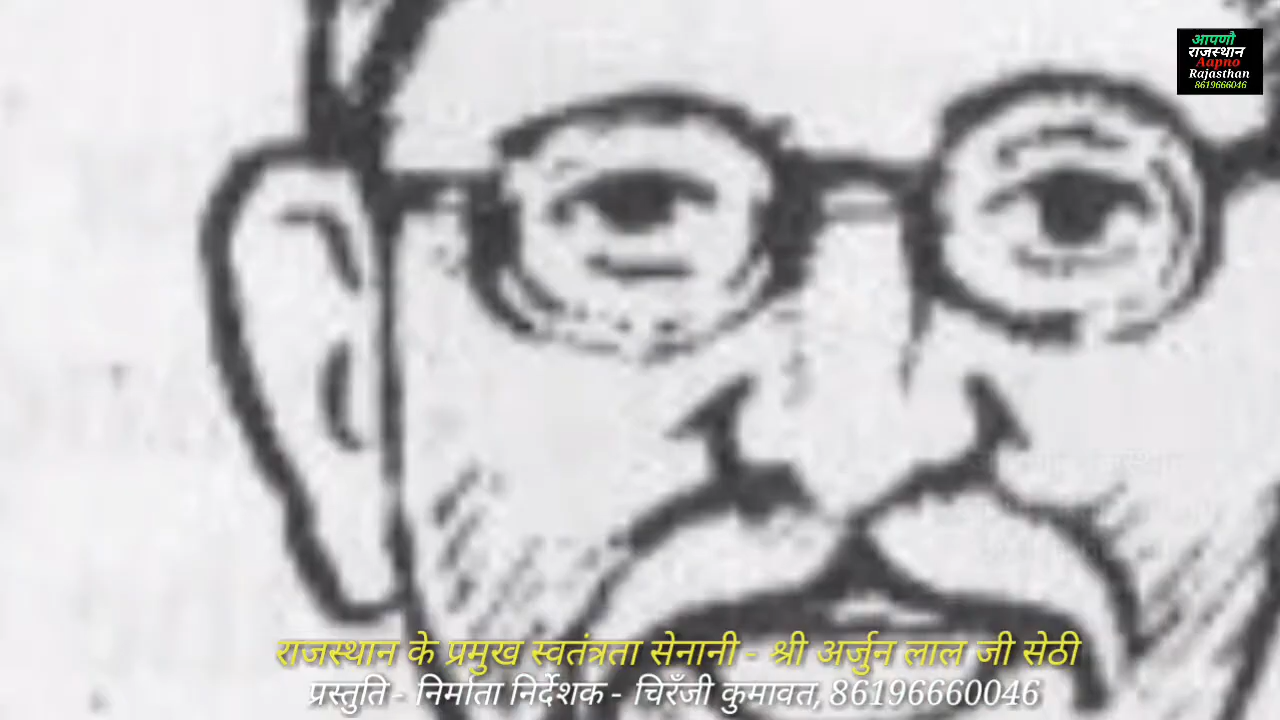 आपणौ
राजस्थान
Aapno
Rajasthan
8619666046
राजस्थान के प्रमुख स्वतंत्रता सेनानी - श्री अर्जुन लाल जी सेठी
प्रस्तुति - निर्माता निर्देशक - चिरँजी कुमावत, 86196660046